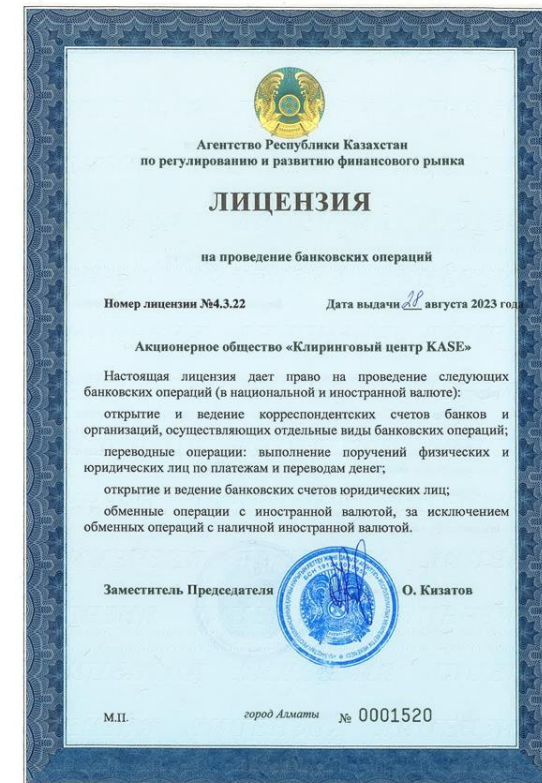 Агентство Республики Казахстан
по регулированию и развитию финансового рынка
ЛИЦЕНЗИЯ
на проведение банковских операций
Номер лицензии №4.3.22 Дата выдачи 28 августа 2023 года
Акционерное общество «Клиринговый центр KASE»
Настоящая лицензия дает право на проведение следующих
банковских операций (в национальной и иностранной валюте):
открытие и ведение корреспондентских счетов банков и
организаций, осуществляющих отдельные виды банковских операций;
переводные операции: выполнение поручений физических и
юридических лиц по платежам и переводам денег;
открытие и ведение банковских счетов юридических лиц;
обменные операции с иностранной валютой, за исключением
обменных операций с наличной иностранной валютой.
Заместитель Председателя О. Кизатов
М.П. город Алматы № 0001520